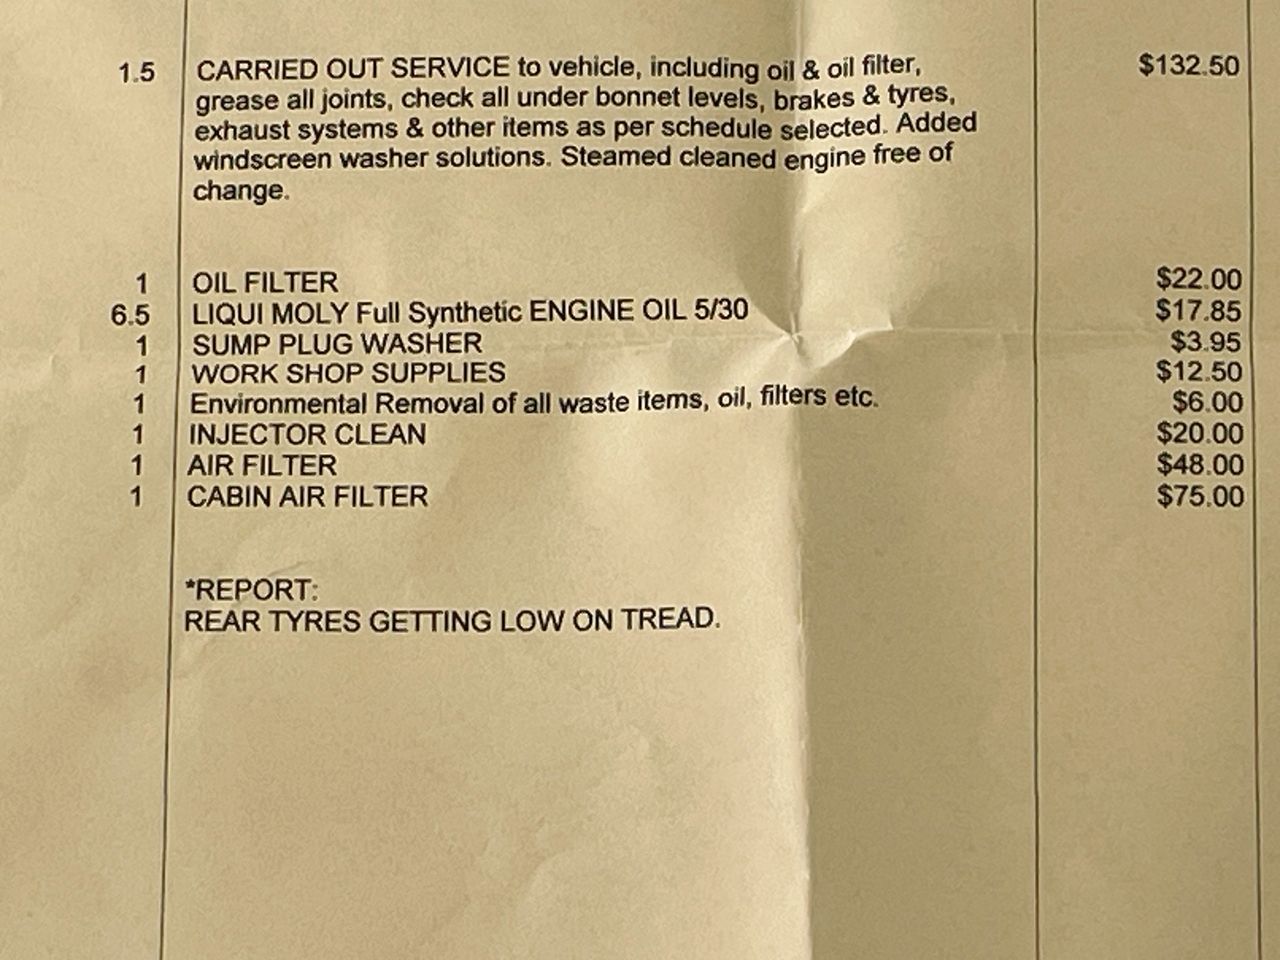 1.5 CARRIED OUT SERVICE to vehicle, including oil & oil filter, $132.50
grease all joints, check all under bonnet levels, brakes & tyres,
exhaust systems & other items as per schedule selected. Added
windscreen washer solutions. Steamed cleaned engine free of
change.
1 OIL FILTER $22.00
6.5 LIQUI MOLY Full Synthetic ENGINE OIL 5/30 $17.85
1 SUMP PLUG WASHER $3.95
1 WORK SHOP SUPPLIES $12.50
1 Environmental Removal of all waste items, oil, filters etc. $6.00
1 INJECTOR CLEAN $20.00
1 AIR FILTER $48.00
1 CABIN AIR FILTER $75.00
*REPORT:
REAR TYRES GETTING LOW ON TREAD.